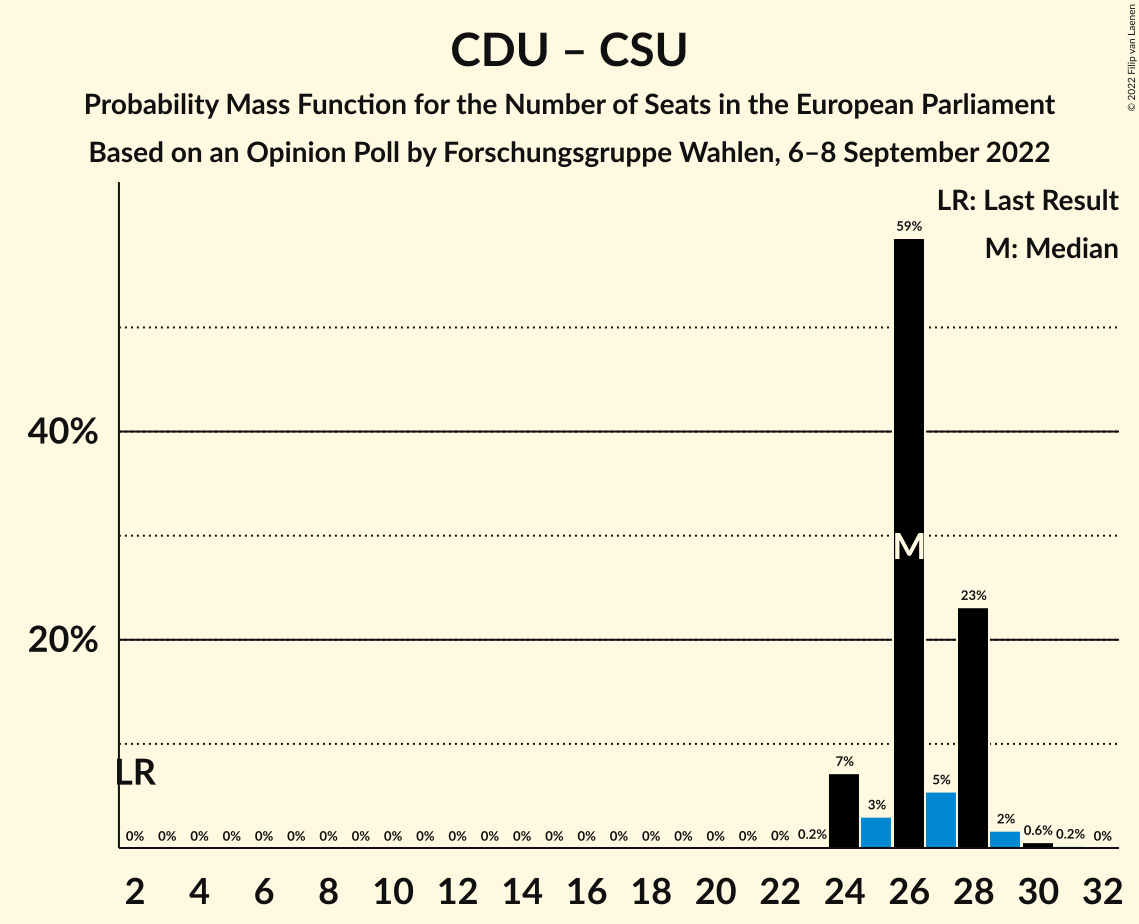 CDU – CSU
Probability Mass Function for the Number of Seats in the European Parliament
Based on an Opinion Poll by Forschungsgruppe Wahlen, 6–8 September 2022
© 2022 Filip van Laenen
LR: Last Result
M: Median
59%
40%
M
23%
20%
LR
7%
5%
3%
2%
0% 0% 0% 0% 0% 0% 0% 0% 0% 0% 0% 0% 0% 0% 0% 0% 0% 0% 0% 0% 0% 0.2% 0.6% 0.2% 0%
2 4 6 8 10 12 14 16 18 20 22 24 26 28 30 32